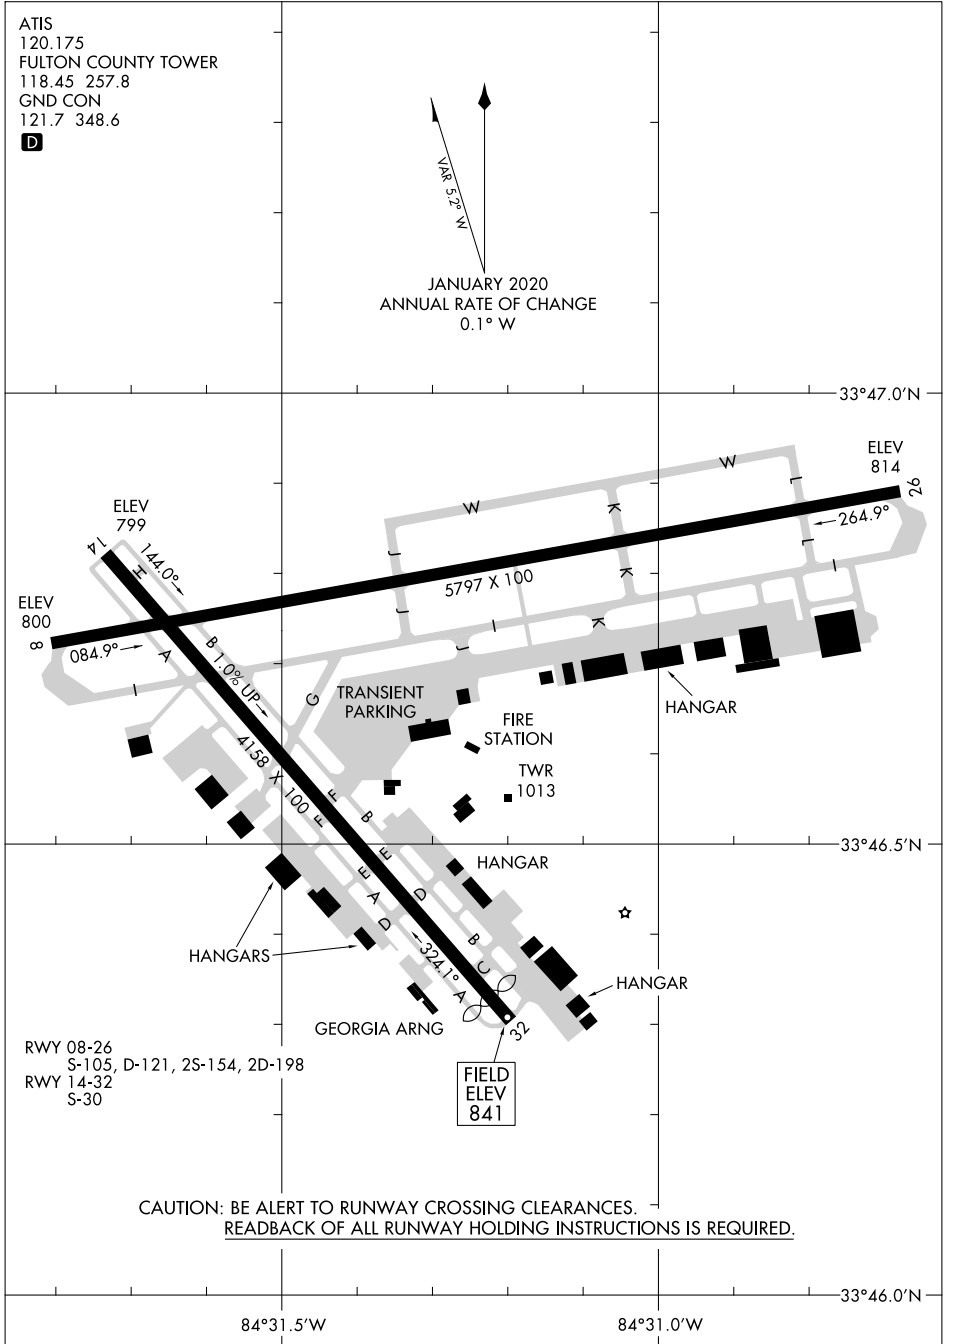 ATIS
120.175
FULTON COUNTY TOWER
118.45 257.8
GND CON
121.7 348.6
D
VAR 5.2° W
JANUARY 2020
ANNUAL RATE OF CHANGE
0.1° W
33°47.0'N
ELEV
814
26
264.9°
W
W
L
L
K
K
K
J
J
J
I
I
I
5797 X 100
ELEV
799
14
144.0°
H
ELEV
800
8
084.9°
A
B
1.0% UP
G
4158 X 100
TRANSIENT
PARKING
HANGAR
FIRE
STATION
TWR
1013
F
F
B
E
E
33°46.5'N
HANGAR
A
D
D
B
C
324.1°
A
HANGARS
HANGAR
GEORGIA ARNG
32
RWY 08-26
S-105, D-121, 2S-154, 2D-198
RWY 14-32
S-30
FIELD
ELEV
841
CAUTION: BE ALERT TO RUNWAY CROSSING CLEARANCES.
READBACK OF ALL RUNWAY HOLDING INSTRUCTIONS IS REQUIRED.
33°46.0'N
84°31.5'W
84°31.0'W